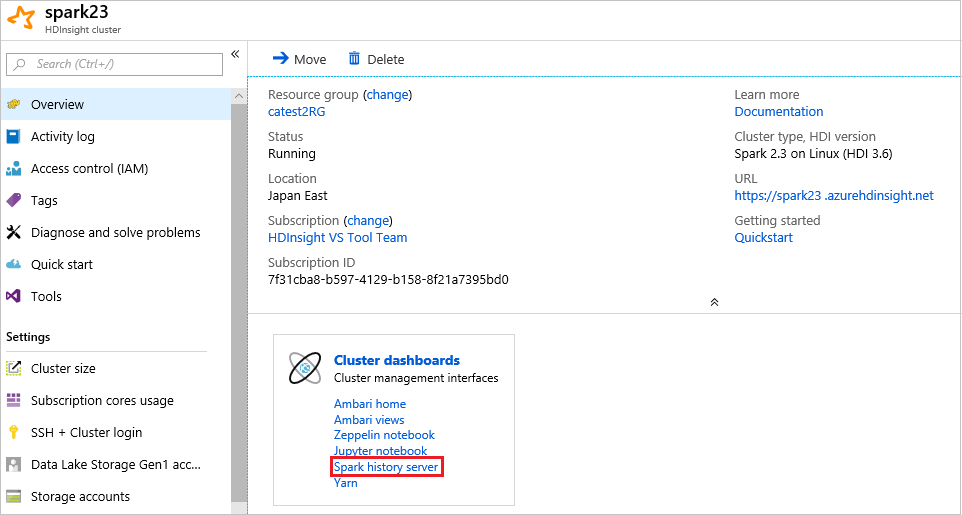 spark23
HDInsight cluster
«
Search (Ctrl+/)
Overview
Activity log
Access control (IAM)
Tags
Diagnose and solve problems
Quick start
Tools
Settings
Cluster size
Subscription cores usage
SSH + Cluster login
Data Lake Storage Gen1 acc...
Storage accounts
Move Delete
Resource group (change)
catest2RG
Status
Running
Location
Japan East
Subscription (change)
HDInsight VS Tool Team
Subscription ID
7f31cba8-b597-4129-b158-8f21a7395bd0
Learn more
Documentation
Cluster type, HDI version
Spark 2.3 on Linux (HDI 3.6)
URL
https://spark23 .azurehdinsight.net
Getting started
Quickstart
Cluster dashboards
Cluster management interfaces
Ambari home
Ambari views
Zeppelin notebook
Jupyter notebook
Spark history server
Yarn